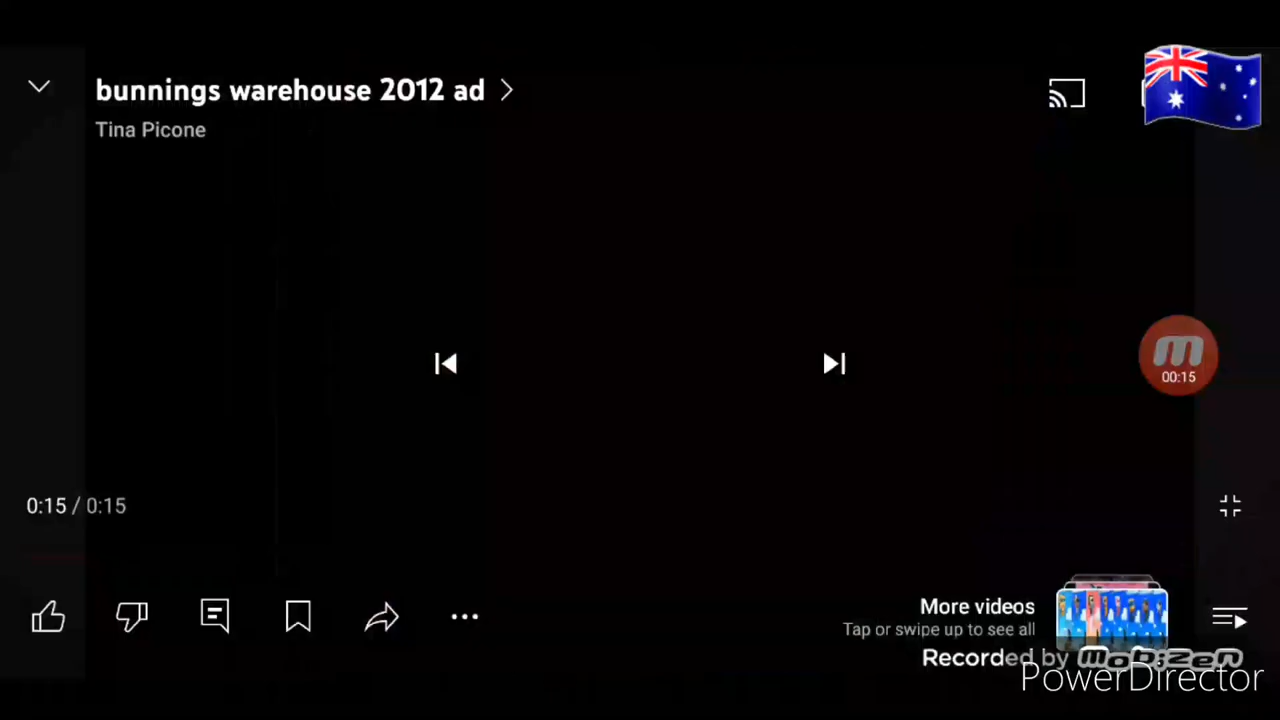 bunnings warehouse 2012 ad
Tina Picone
m
00:15
0:15 / 0:15
More videos
Tap or swipe up to see all
Recorded by MOBIZEN
PowerDirector